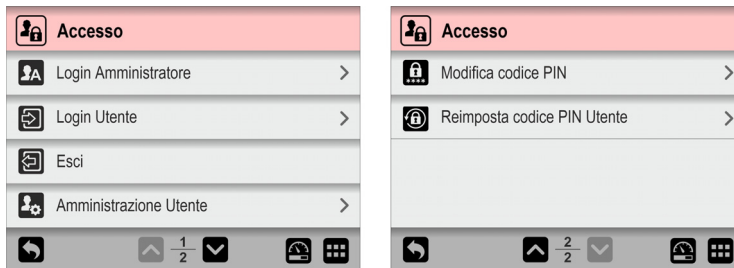 Accesso
Login Amministratore
Login Utente
Esci
Amministrazione Utente
1
2
Accesso
Modifica codice PIN
Reimposta codice PIN Utente
2
2